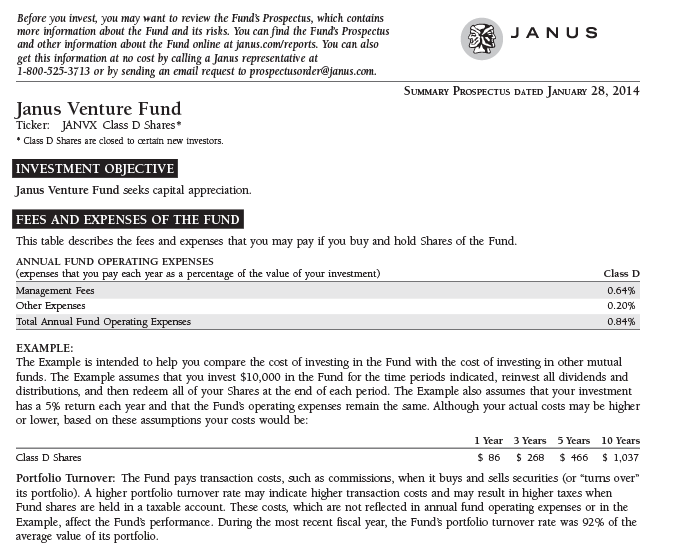 Before you invest, you may want to review the Fund's Prospectus, which contains
more information about the Fund and its risks. You can find the Fund's Prospectus
and other information about the Fund online at janus.com/reports. You can also
get this information at no cost by calling a Janus representative at
1-800-525-3713 or by sending an email request to prospectusorder@janus.com.
JANUS
Summary Prospectus dated January 28, 2014
Janus Venture Fund
Ticker: JANVX Class D Shares*
* Class D Shares are closed to certain new investors.
INVESTMENT OBJECTIVE
Janus Venture Fund seeks capital appreciation.
FEES AND EXPENSES OF THE FUND
This table describes the fees and expenses that you may pay if you buy and hold Shares of the Fund.
ANNUAL FUND OPERATING EXPENSES
(expenses that you pay each year as a percentage of the value of your investment) Class D
Management Fees 0.64%
Other Expenses 0.20%
Total Annual Fund Operating Expenses 0.84%
EXAMPLE:
The Example is intended to help you compare the cost of investing in the Fund with the cost of investing in other mutual
funds. The Example assumes that you invest $10,000 in the Fund for the time periods indicated, reinvest all dividends and
distributions, and then redeem all of your Shares at the end of each period. The Example also assumes that your investment
has a 5% return each year and that the Fund's operating expenses remain the same. Although your actual costs may be higher
or lower, based on these assumptions your costs would be:
1 Year 3 Years 5 Years 10 Years
Class D Shares $ 86 $ 268 $ 466 $ 1,037
Portfolio Turnover: The Fund pays transaction costs, such as commissions, when it buys and sells securities (or "turns over"
its portfolio). A higher portfolio turnover rate may indicate higher transaction costs and may result in higher taxes when
Fund shares are held in a taxable account. These costs, which are not reflected in annual fund operating expenses or in the
Example, affect the Fund's performance. During the most recent fiscal year, the Fund's portfolio turnover rate was 92% of the
average value of its portfolio.